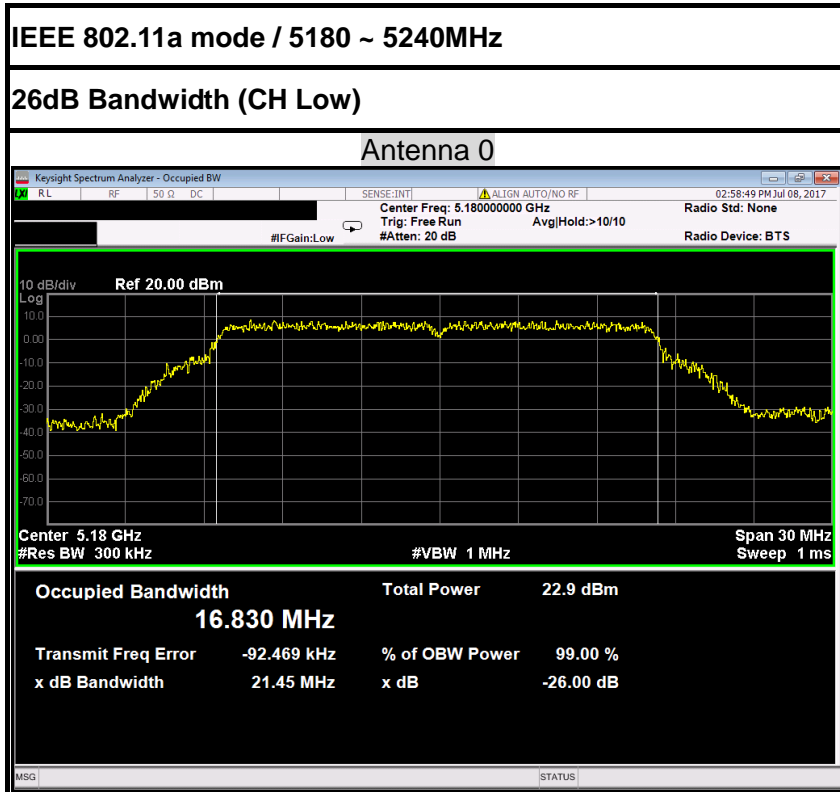 IEEE 802.11a mode / 5180 ~ 5240MHz
26dB Bandwidth (CH Low)
Antenna 0
Keysight Spectrum Analyzer - Occupied BW
LXI RL RF 50 Ω DC SENSE:INT ALIGN AUTO/NO RF 02:58:49 PM Jul 08, 2017
Center Freq: 5.180000000 GHz Radio Std: None
Trig: Free Run Avg|Hold:>10/10
#IFGain:Low #Atten: 20 dB Radio Device: BTS
10 dB/div Ref 20.00 dBm
Log
10.0
0.00
-10.0
-20.0
-30.0
-40.0
-50.0
-60.0
-70.0
Center 5.18 GHz Span 30 MHz
#Res BW 300 kHz #VBW 1 MHz Sweep 1 ms
Occupied Bandwidth Total Power 22.9 dBm
16.830 MHz
Transmit Freq Error -92.469 kHz % of OBW Power 99.00 %
x dB Bandwidth 21.45 MHz x dB -26.00 dB
MSG STATUS